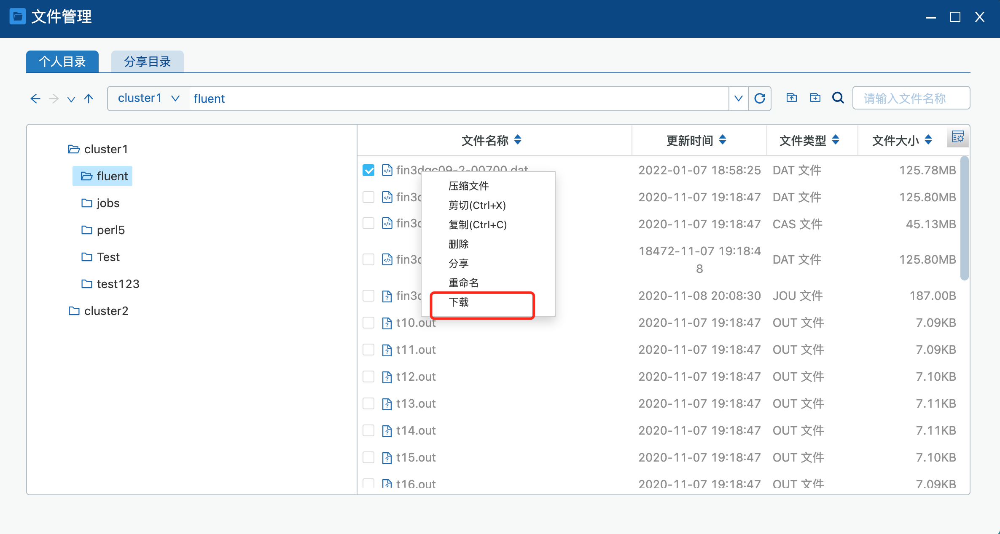 文件管理
个人目录
分享目录
cluster1
fluent
请输入文件名称
cluster1
fluent
jobs
perl5
Test
test123
cluster2
文件名称
更新时间
文件类型
文件大小
2022-01-07 18:58:25 DAT 文件 125.78MB
fin3 2020-11-07 19:18:47 DAT 文件 125.80MB
fin3 2020-11-07 19:18:47 CAS 文件 45.13MB
fin3 18472-11-07 19:18:4
8 DAT 文件 125.80MB
fin3 2020-11-08 20:08:30 JOU 文件 187.00B
t10.out 2020-11-07 19:18:47 OUT 文件 7.09KB
t11.out 2020-11-07 19:18:47 OUT 文件 7.09KB
t12.out 2020-11-07 19:18:47 OUT 文件 7.10KB
t13.out 2020-11-07 19:18:47 OUT 文件 7.11KB
t14.out 2020-11-07 19:18:47 OUT 文件 7.11KB
t15.out 2020-11-07 19:18:47 OUT 文件 7.10KB
t16.out 2020-11-07 19:18:47 OUT 文件 7.09KB
压缩文件
剪切(Ctrl+X)
复制(Ctrl+C)
删除
分享
重命名
下载